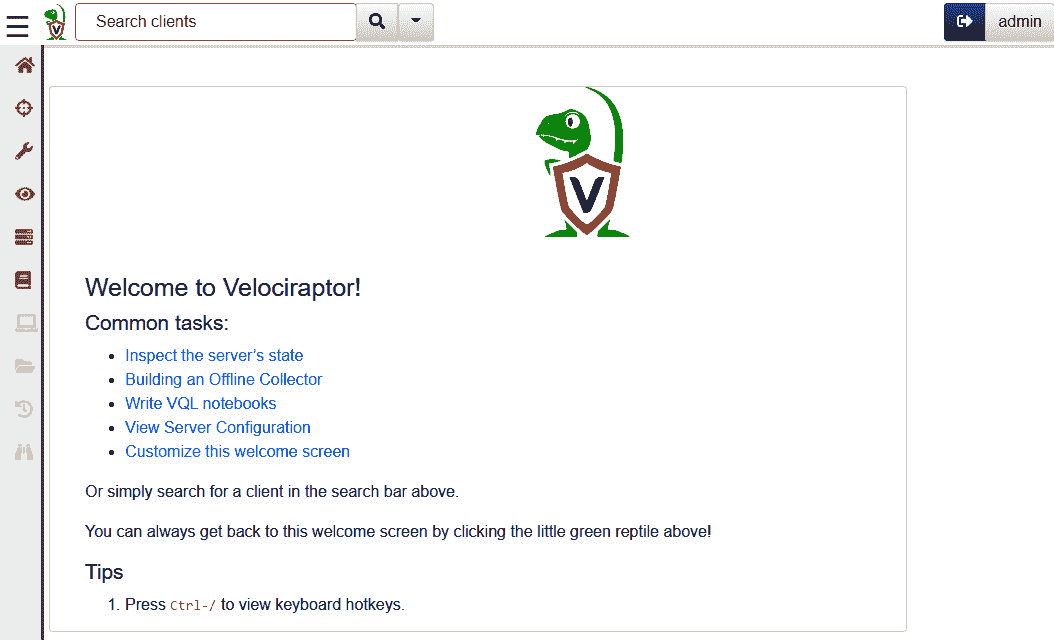 Search clients
admin
V
V
Welcome to Velociraptor!
Common tasks:
Inspect the server's state
Building an Offline Collector
Write VQL notebooks
View Server Configuration
Customize this welcome screen
Or simply search for a client in the search bar above.
You can always get back to this welcome screen by clicking the little green reptile above!
Tips
1. Press Ctrl-/ to view keyboard hotkeys.